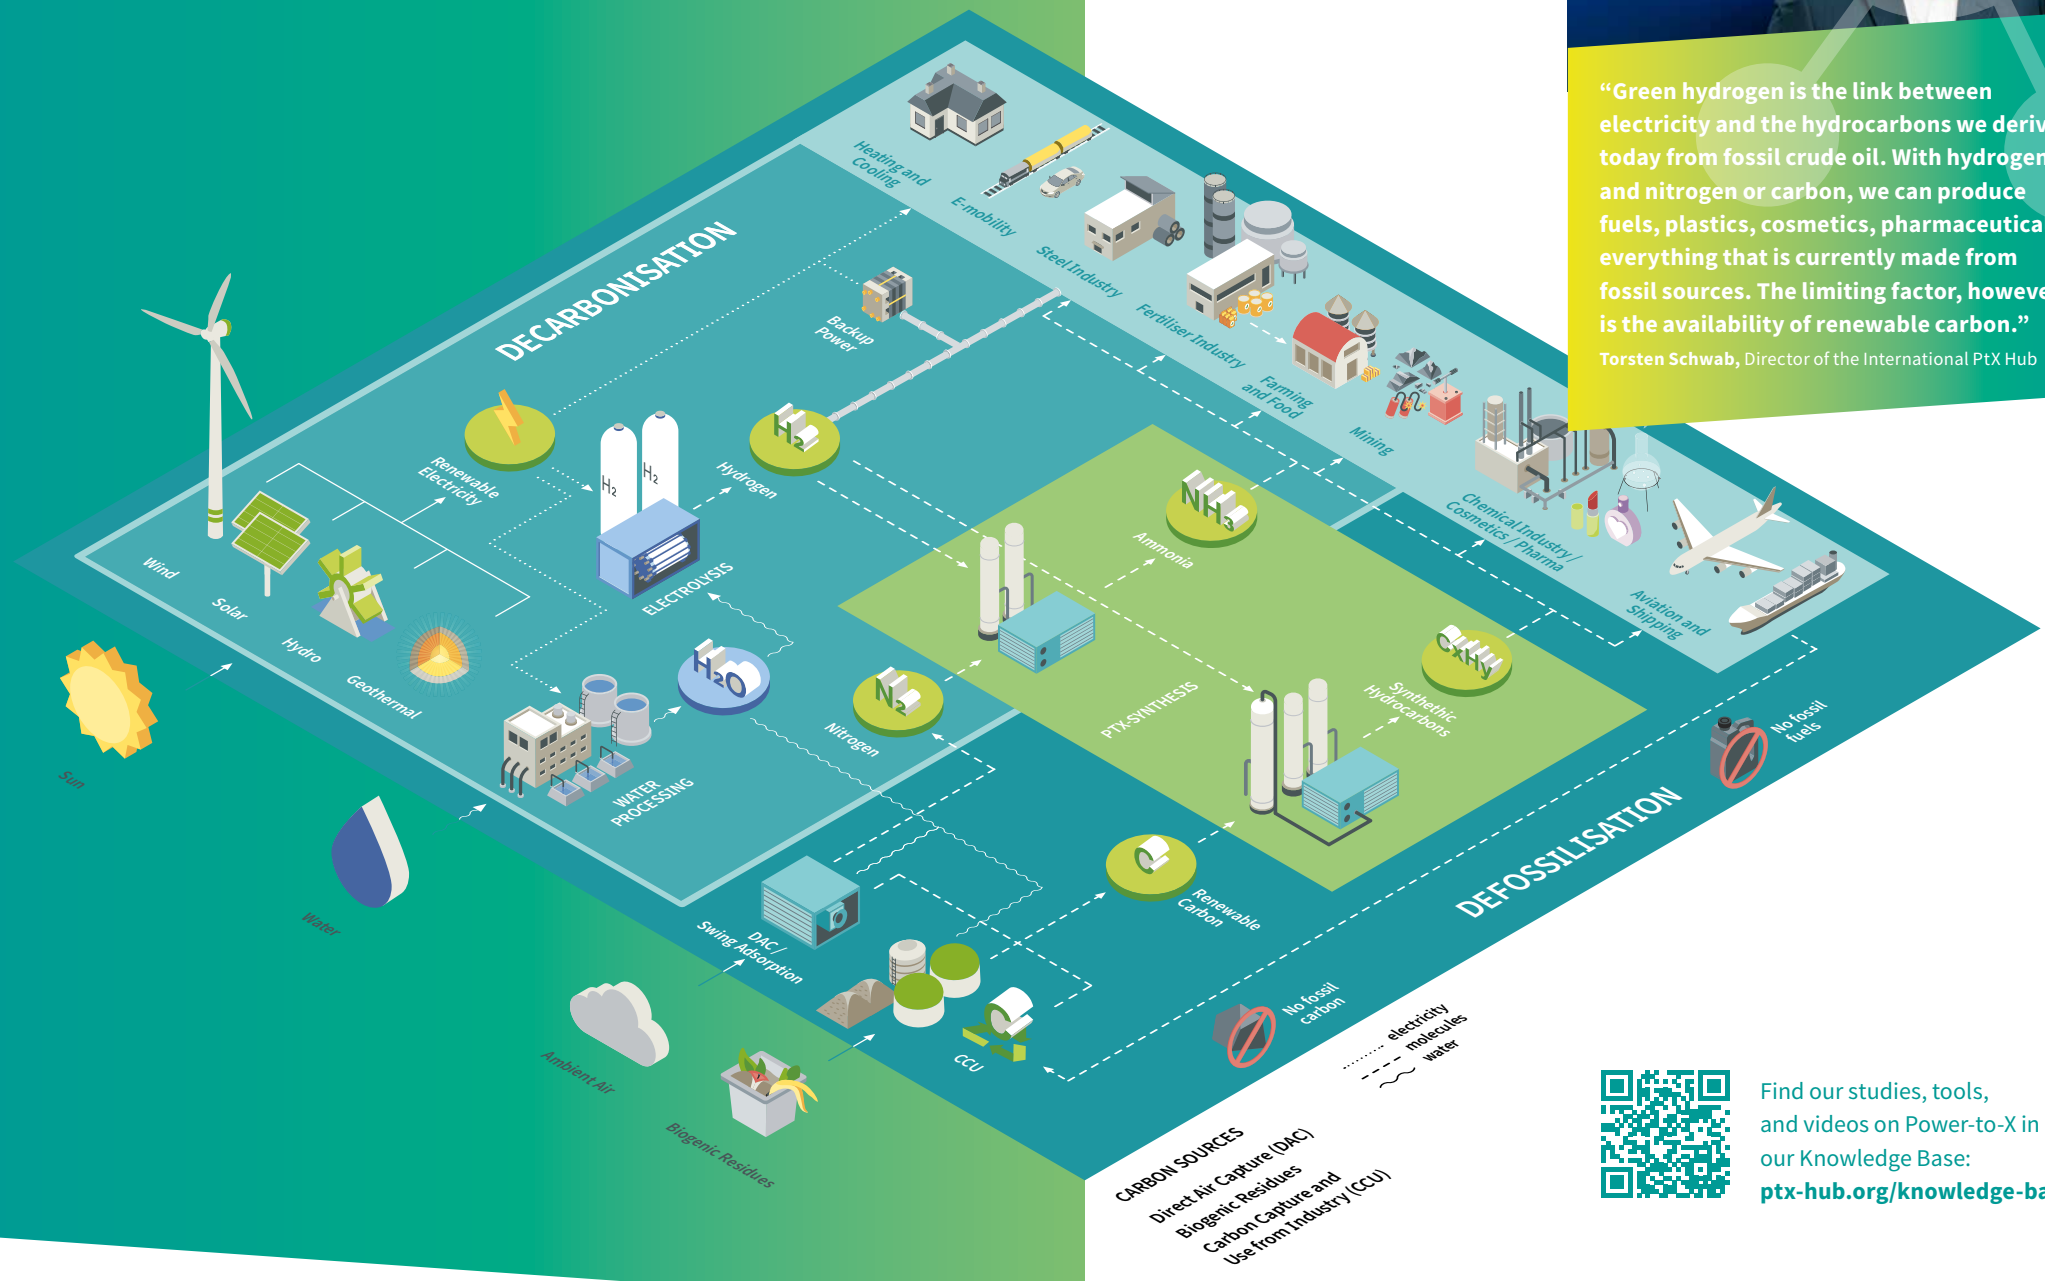 “Green hydrogen is the link between
electricity and the hydrocarbons we deriv
today from fossil crude oil. With hydrogen
and nitrogen or carbon, we can produce
fuels, plastics, cosmetics, pharmaceutica
everything that is currently made from
fossil sources. The limiting factor, howeve
is the availability of renewable carbon.”
Torsten Schwab, Director of the International PtX Hub
DECARBONISATION
Heating and
Cooling
E-mobility
Steel Industry
Fertiliser Industry
Farming
and Food
Mining
Chemical Industry /
Cosmetics / Pharma
Aviation and
Shipping
Backup
Power
Renewable
Electricity
H2
H2
H2
Hydrogen
ELECTROLYSIS
Wind
Solar
Hydro
Geothermal
Sun
Water
H2O
WATER
PROCESSING
N2
Nitrogen
NH3
Ammonia
PTX-SYNTHESIS
CxHy
Synthethic
Hydrocarbons
C
Renewable
Carbon
DAC /
Swing Adsorption
C
CCU
Ambient Air
Biogenic Residues
No fossil
fuels
DEFOSSILISATION
No fossil
carbon
electricity
molecules
water
CARBON SOURCES
Direct Air Capture (DAC)
Biogenic Residues
Carbon Capture and
Use from Industry (CCU)
Find our studies, tools,
and videos on Power-to-X in
our Knowledge Base:
ptx-hub.org/knowledge-ba